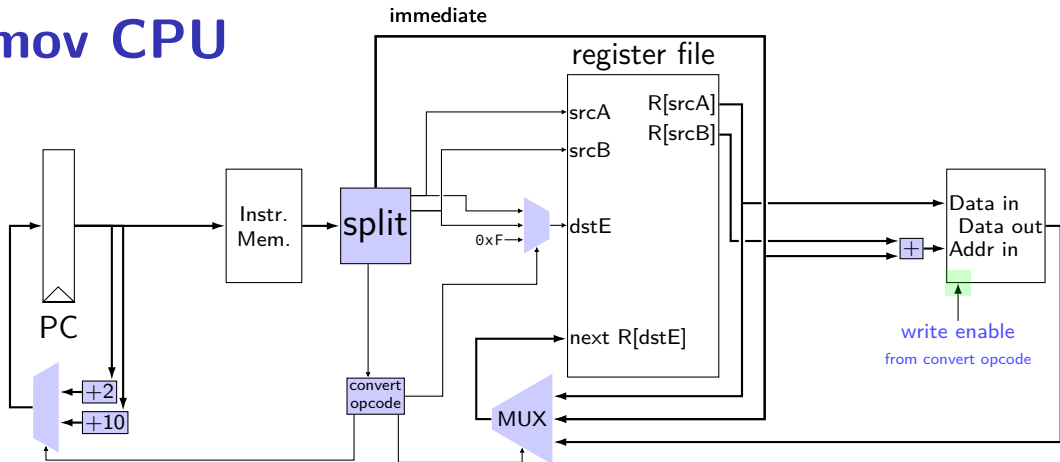 immediate
mov CPU
register file
srcA
R[srcA]
R[srcB]
srcB
split
Instr.
Mem.
dstE
0xF
Data in
Data out
Addr in
+
PC
next R[dstE]
write enable
from convert opcode
+2
+10
convert
opcode
MUX